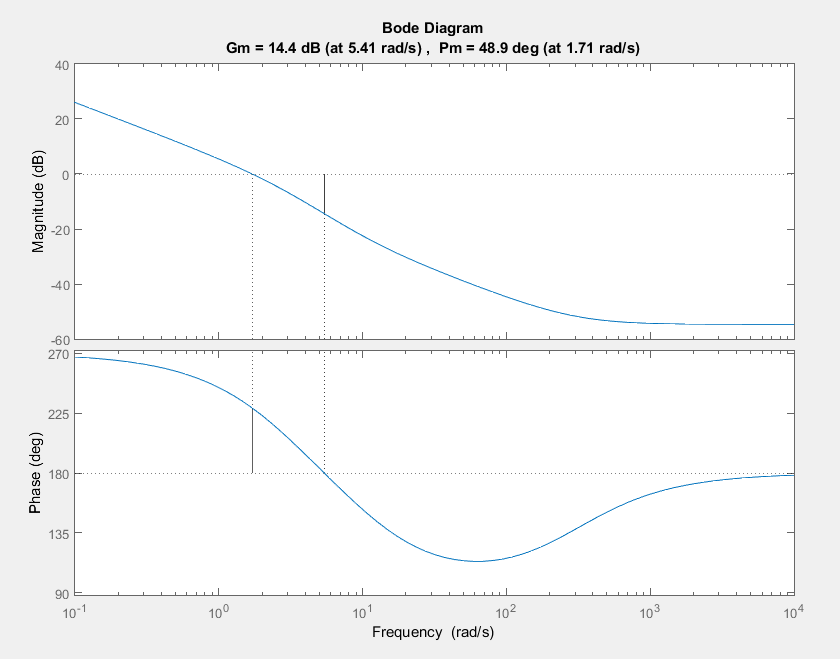 Bode Diagram
Gm = 14.4 dB (at 5.41 rad/s) ,  Pm = 48.9 deg (at 1.71 rad/s)
40
20
0
-20
-40
-60
Magnitude (dB)
270
225
180
135
90
Phase (deg)
10^-1 10^0 10^1 10^2 10^3 10^4
Frequency  (rad/s)